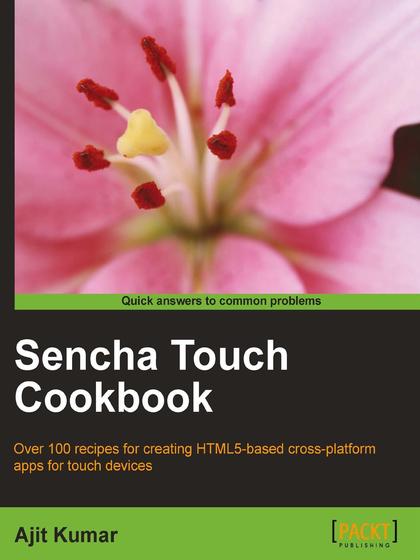 Quick answers to common problems
Sencha Touch
Cookbook
Over 100 recipes for creating HTML5-based cross-platform
apps for touch devices
Ajit Kumar
[PACKT]
PUBLISHING